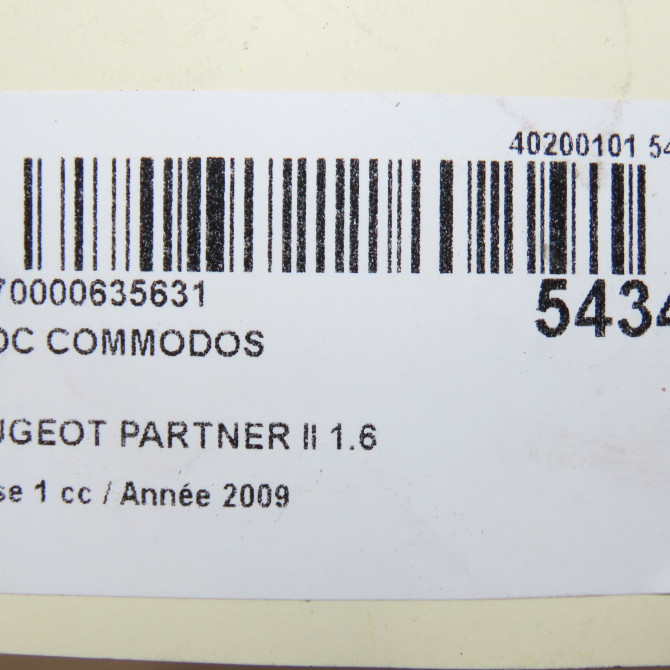 40200101 54
70000635631
5434
OC COMMODOS
UGEOT PARTNER II 1.6
se 1 cc / Année 2009